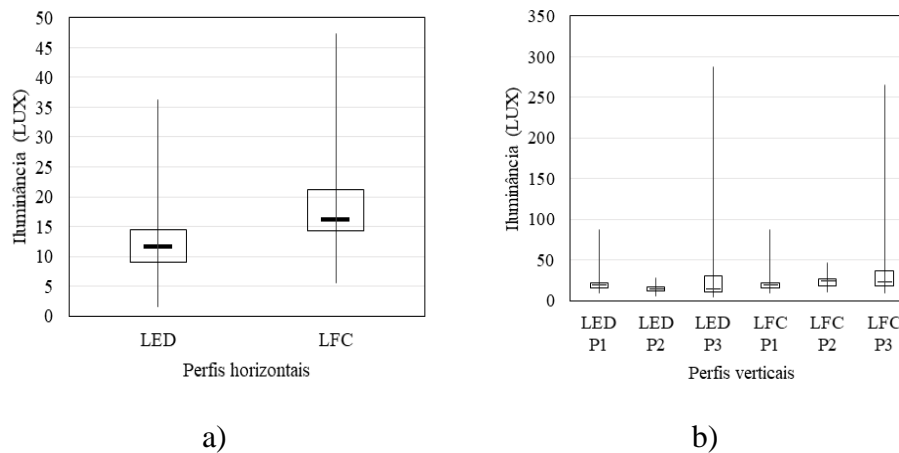 50
45
40
35
30
25
20
15
10
5
0
Iluminância (LUX)
LED LFC
Perfis horizontais
a)
350
300
250
200
150
100
50
0
Iluminância (LUX)
LED LED LED LFC LFC LFC
P1 P2 P3 P1 P2 P3
Perfis verticais
b)